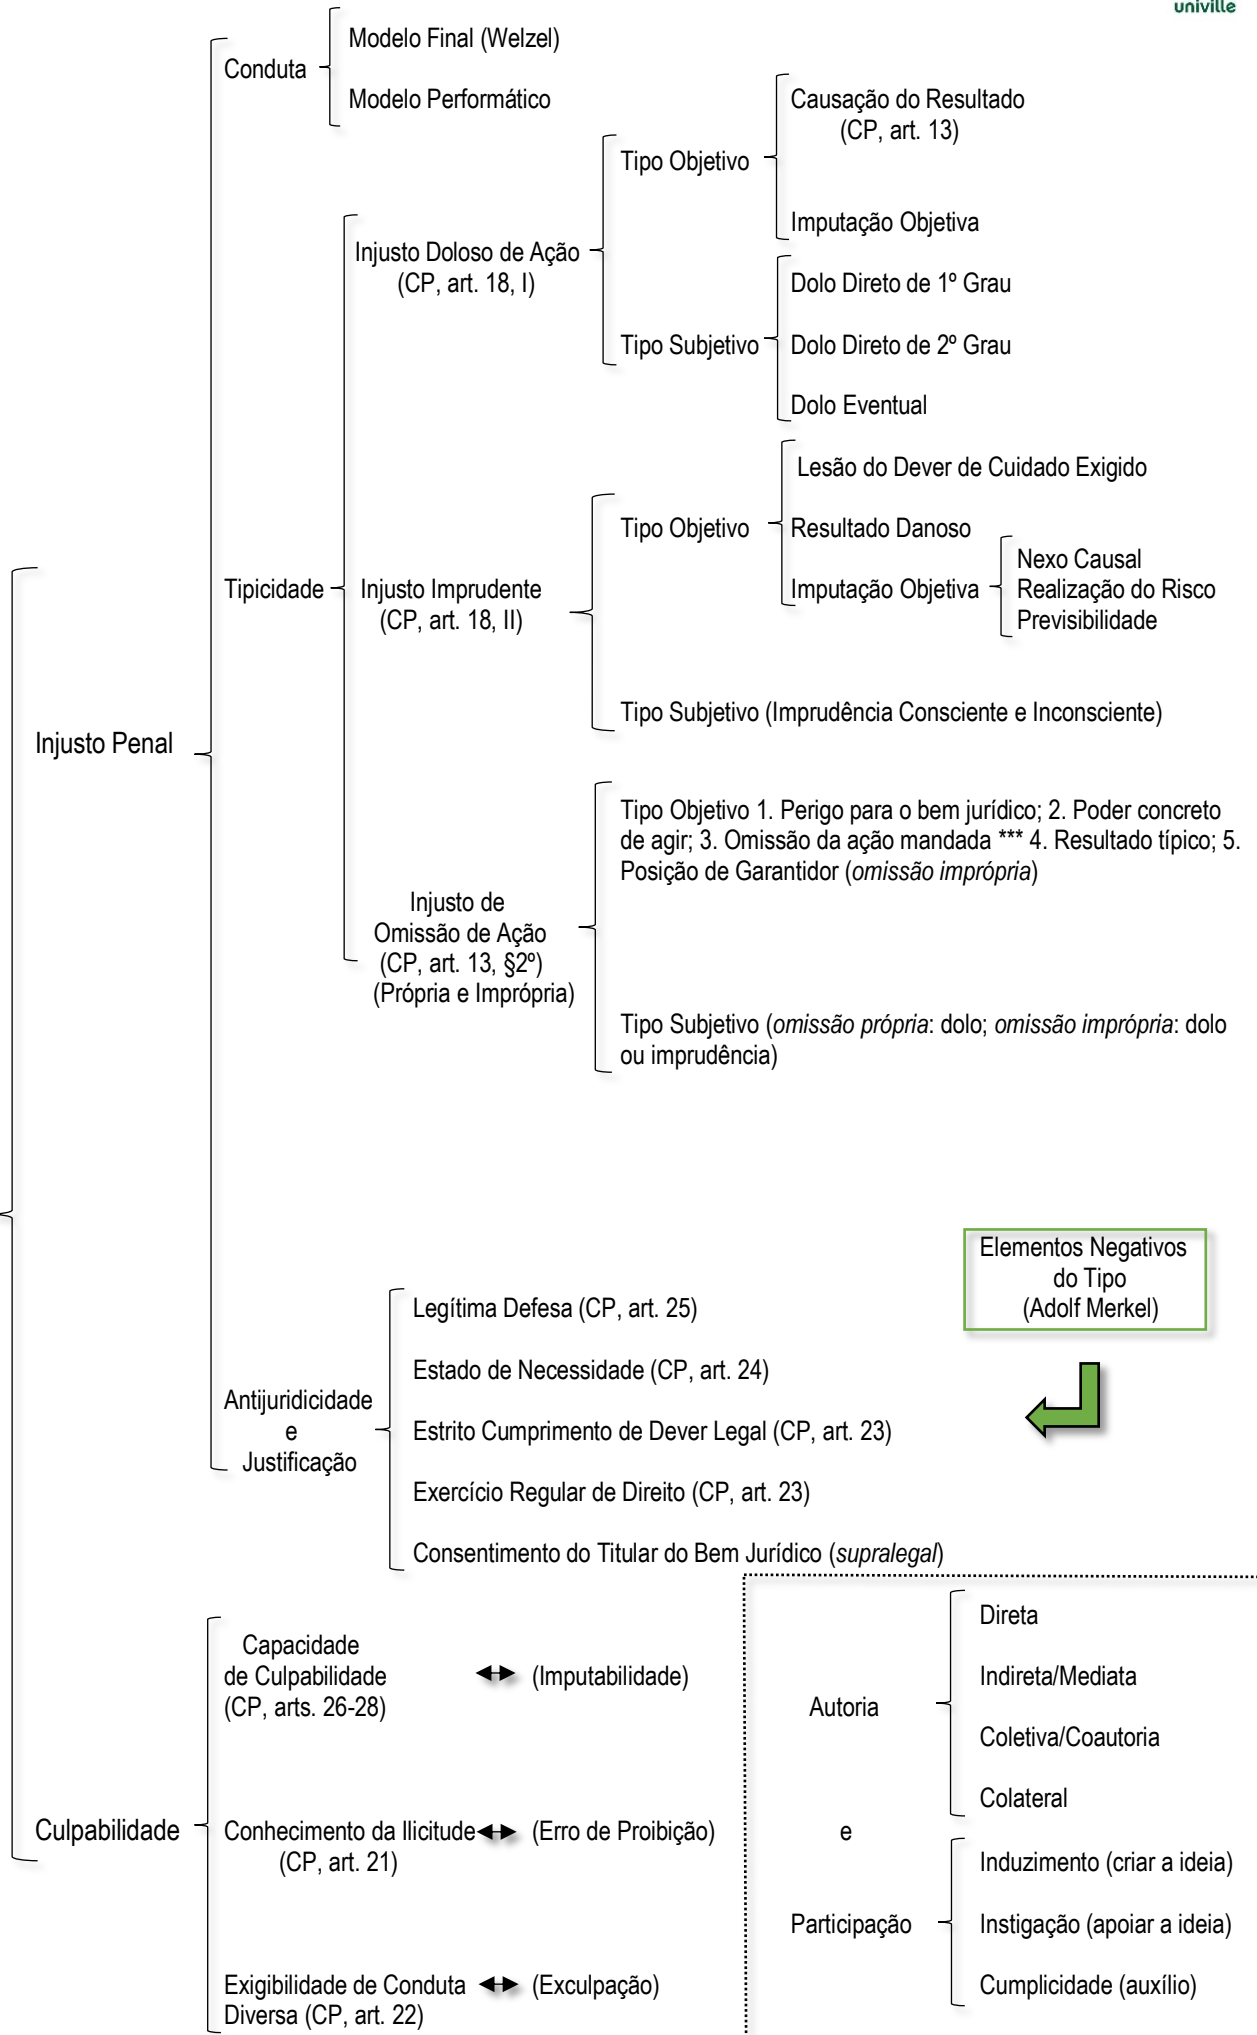 univille
Modelo Final (Welzel)
Conduta
Modelo Performático
Causação do Resultado
(CP, art. 13)
Tipo Objetivo
Imputação Objetiva
Injusto Doloso de Ação
(CP, art. 18, I)
Dolo Direto de 1º Grau
Tipo Subjetivo
Dolo Direto de 2º Grau
Dolo Eventual
Lesão do Dever de Cuidado Exigido
Tipo Objetivo
Resultado Danoso
Nexo Causal
Tipicidade
Injusto Imprudente
(CP, art. 18, II)
Imputação Objetiva
Realização do Risco
Previsibilidade
Tipo Subjetivo (Imprudência Consciente e Inconsciente)
Injusto Penal
Tipo Objetivo 1. Perigo para o bem jurídico; 2. Poder concreto
de agir; 3. Omissão da ação mandada *** 4. Resultado típico; 5.
Posição de Garantidor (omissão imprópria)
Injusto de
Omissão de Ação
(CP, art. 13, §2º)
(Própria e Imprópria)
Tipo Subjetivo (omissão própria: dolo; omissão imprópria: dolo
ou imprudência)
Elementos Negativos
do Tipo
(Adolf Merkel)
Legítima Defesa (CP, art. 25)
Estado de Necessidade (CP, art. 24)
Antijuridicidade
e
Justificação
Estrito Cumprimento de Dever Legal (CP, art. 23)
Exercício Regular de Direito (CP, art. 23)
Consentimento do Titular do Bem Jurídico (supralegal)
Capacidade
de Culpabilidade
(CP, arts. 26-28)
(Imputabilidade)
Culpabilidade
Conhecimento da Ilicitude
(CP, art. 21)
(Erro de Proibição)
Exigibilidade de Conduta
Diversa (CP, art. 22)
(Exculpação)
Direta
Indireta/Mediata
Autoria
Coletiva/Coautoria
Colateral
e
Induzimento (criar a ideia)
Participação
Instigação (apoiar a ideia)
Cumplicidade (auxílio)